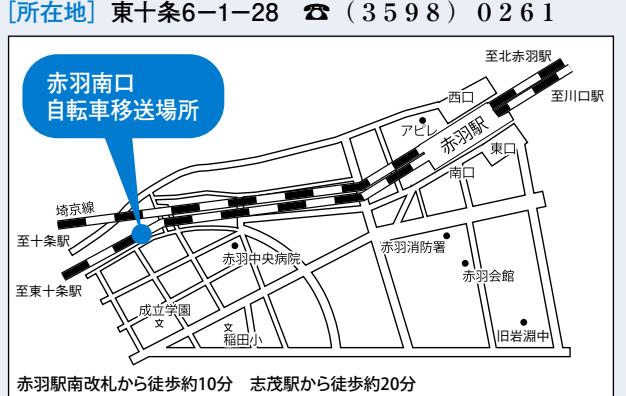 [所在地] 東十条6－1－28 ☎（3598）0261
赤羽南口
自転車移送場所
至北赤羽駅
至川口駅
西口
アピレ
赤羽駅
東口
南口
埼京線
至十条駅
至東十条駅
赤羽中央病院
赤羽消防署
赤羽会館
成立学園
文
文
稲田小
旧岩淵中
赤羽駅南改札から徒歩約10分 志茂駅から徒歩約20分